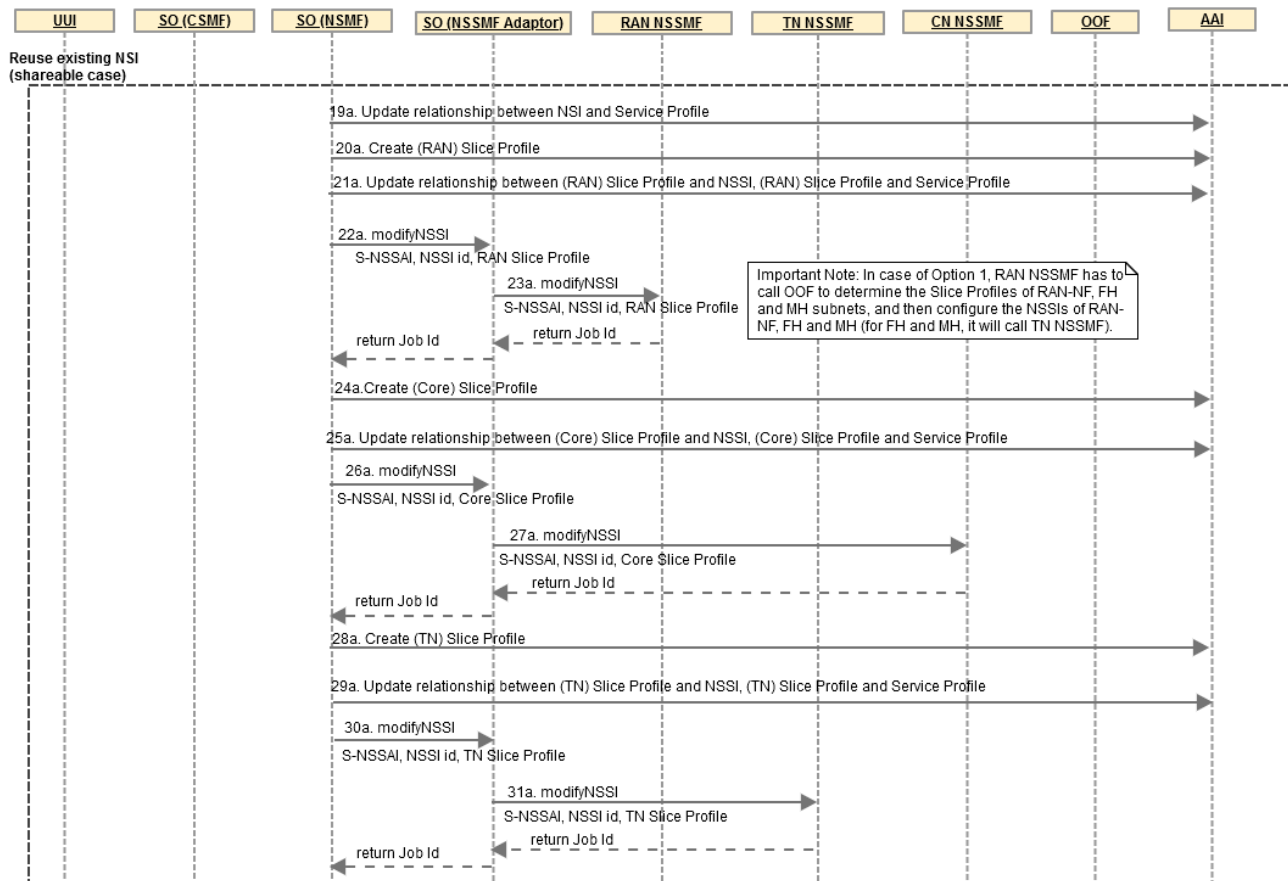 UUI
SO (CSMF)
SO (NSMF)
SO (NSSMF Adaptor)
RAN NSSMF
TN NSSMF
CN NSSMF
OOF
AAI
Reuse existing NSI
(shareable case)
19a. Update relationship between NSI and Service Profile
20a. Create (RAN) Slice Profile
21a. Update relationship between (RAN) Slice Profile and NSSI, (RAN) Slice Profile and Service Profile
22a. modifyNSSI
S-NSSAI, NSSI id, RAN Slice Profile
23a. modifyNSSI
S-NSSAI, NSSI id, RAN Slice Profile
Important Note: In case of Option 1, RAN NSSMF has to
call OOF to determine the Slice Profiles of RAN-NF, FH
and MH subnets, and then configure the NSSIs of RAN-
NF, FH and MH (for FH and MH, it will call TN NSSMF).
return Job Id
return Job Id
24a.Create (Core) Slice Profile
25a. Update relationship between (Core) Slice Profile and NSSI, (Core) Slice Profile and Service Profile
26a. modifyNSSI
S-NSSAI, NSSI id, Core Slice Profile
27a. modifyNSSI
S-NSSAI, NSSI id, Core Slice Profile
return Job Id
return Job Id
28a. Create (TN) Slice Profile
29a. Update relationship between (TN) Slice Profile and NSSI, (TN) Slice Profile and Service Profile
30a. modifyNSSI
S-NSSAI, NSSI id, TN Slice Profile
31a. modifyNSSI
S-NSSAI, NSSI id, TN Slice Profile
return Job Id
return Job Id